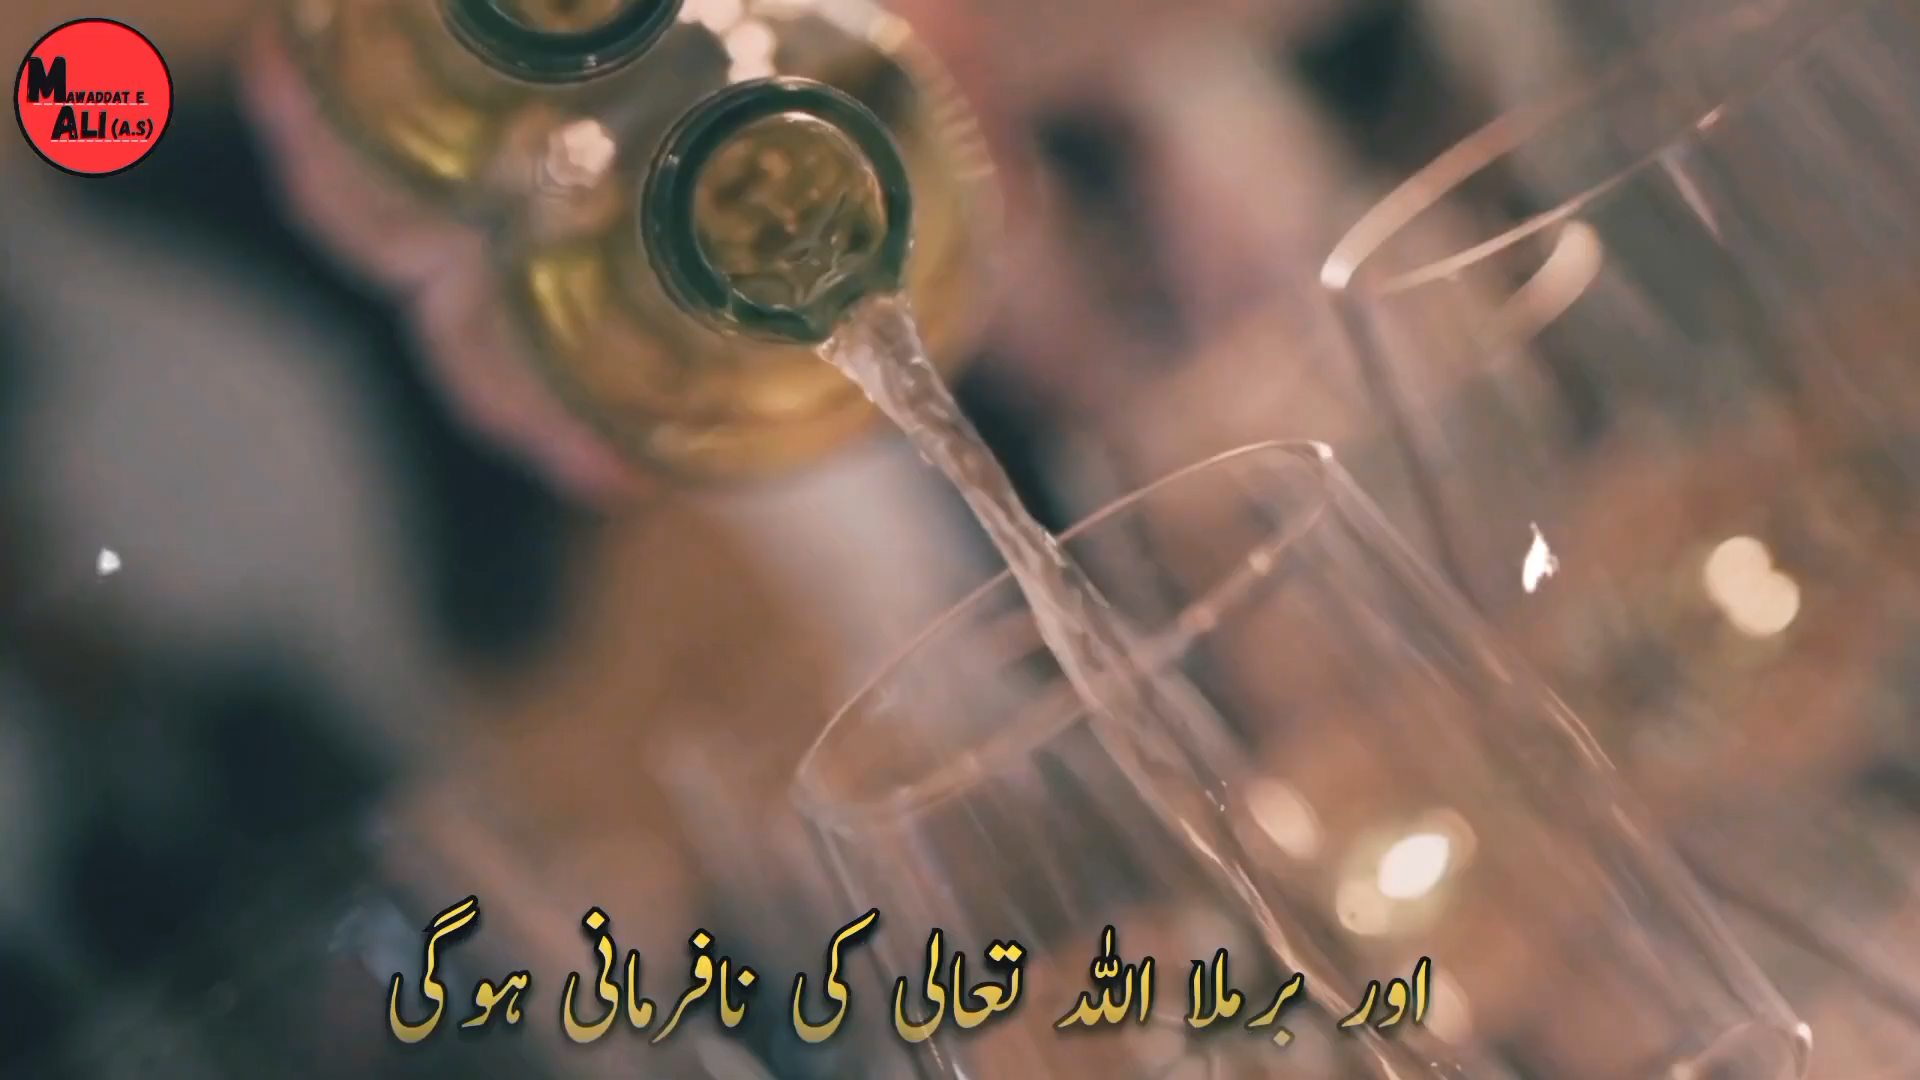 MAWADDAT E
ALI (A.S)
اور برملا اللہ تعالی کی نافرمانی ہوگی